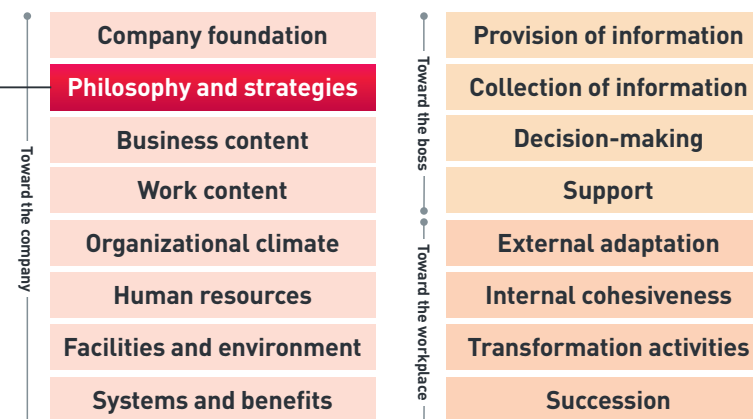 Toward the company
Company foundation
Philosophy and strategies
Business content
Work content
Organizational climate
Human resources
Facilities and environment
Systems and benefits
Toward the boss
Provision of information
Collection of information
Decision-making
Support
Toward the workplace
External adaptation
Internal cohesiveness
Transformation activities
Succession